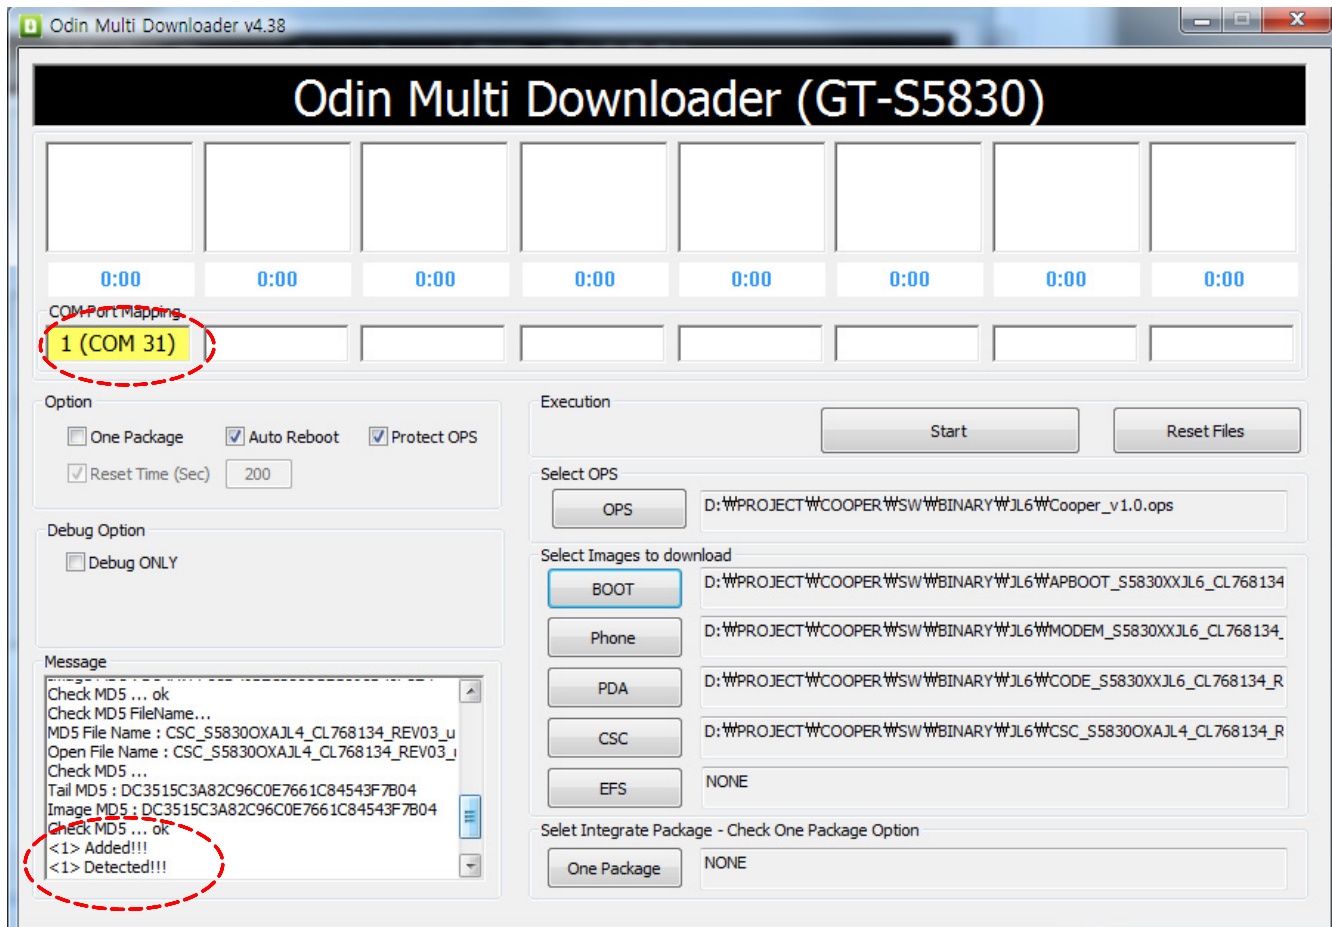 Odin Multi Downloader v4.38
Odin Multi Downloader (GT-S5830)
0:00 0:00 0:00 0:00 0:00 0:00 0:00 0:00
COM Port Mapping
1 (COM 31)
Option
One Package Auto Reboot Protect OPS
Reset Time (Sec) 200
Debug Option
Debug ONLY
Message
Check MD5 ... ok
Check MD5 FileName...
MD5 File Name : CSC_S5830OXAJL4_CL768134_REV03_u
Open File Name : CSC_S5830OXAJL4_CL768134_REV03_
Check MD5 ...
Tail MD5 : DC3515C3A82C96C0E7661C84543F7B04
Image MD5 : DC3515C3A82C96C0E7661C84543F7B04
Check MD5 ... ok
<1> Added!!!
<1> Detected!!!
Execution
Start Reset Files
Select OPS
OPS D:₩PROJECT₩COOPER₩SW₩BINARY₩JL6₩Cooper_v1.0.ops
Select Images to download
BOOT D:₩PROJECT₩COOPER₩SW₩BINARY₩JL6₩APBOOT_S5830XXJL6_CL768134
Phone D:₩PROJECT₩COOPER₩SW₩BINARY₩JL6₩MODEM_S5830XXJL6_CL768134_
PDA D:₩PROJECT₩COOPER₩SW₩BINARY₩JL6₩CODE_S5830XXJL6_CL768134_R
CSC D:₩PROJECT₩COOPER₩SW₩BINARY₩JL6₩CSC_S5830OXAJL4_CL768134_R
EFS NONE
Selet Integrate Package - Check One Package Option
One Package NONE